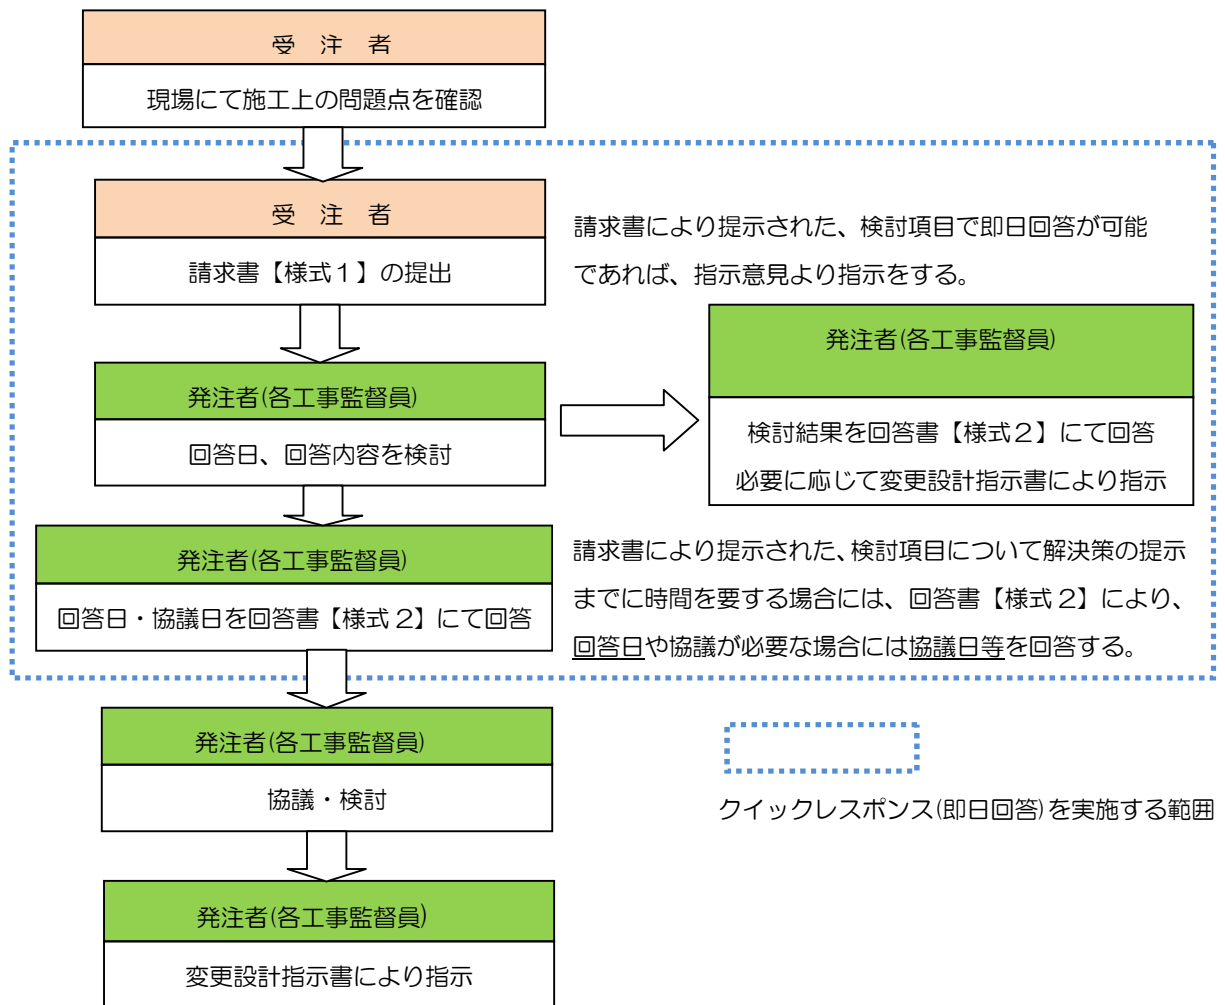 受　注　者
現場にて施工上の問題点を確認
受　注　者
請求書【様式１】の提出
請求書により提示された、検討項目で即日回答が可能
であれば、指示意見より指示をする。
発注者(各工事監督員)
回答日、回答内容を検討
発注者(各工事監督員)
検討結果を回答書【様式２】にて回答
必要に応じて変更設計指示書により指示
発注者(各工事監督員)
回答日・協議日を回答書【様式２】にて回答
請求書により提示された、検討項目について解決策の提示
までに時間を要する場合には、回答書【様式２】により、
回答日や協議が必要な場合には協議日等を回答する。
発注者(各工事監督員)
協議・検討
クイックレスポンス(即日回答)を実施する範囲
発注者(各工事監督員)
変更設計指示書により指示